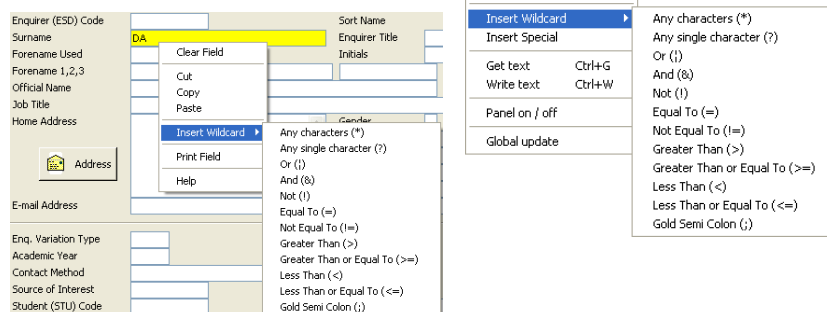 Enquirer (ESD) Code
Sort Name
Surname
DA
Enquirer Title
Forename Used
Initials
Forename 1,2,3
Official Name
Job Title
Home Address
Gender
Address
E-mail Address
Enq. Variation Type
Academic Year
Contact Method
Source of Interest
Student (STU) Code
Clear Field
Cut
Copy
Paste
Insert Wildcard
Print Field
Help
Any characters (*)
Any single character (?)
Or (¦)
And (&)
Not (!)
Equal To (=)
Not Equal To (!=)
Greater Than (>)
Greater Than or Equal To (>=)
Less Than (<)
Less Than or Equal To (<=)
Gold Semi Colon (;)
Insert Wildcard
Insert Special
Get text Ctrl+G
Write text Ctrl+W
Panel on / off
Global update
Any characters (*)
Any single character (?)
Or (¦)
And (&)
Not (!)
Equal To (=)
Not Equal To (!=)
Greater Than (>)
Greater Than or Equal To (>=)
Less Than (<)
Less Than or Equal To (<=)
Gold Semi Colon (;)